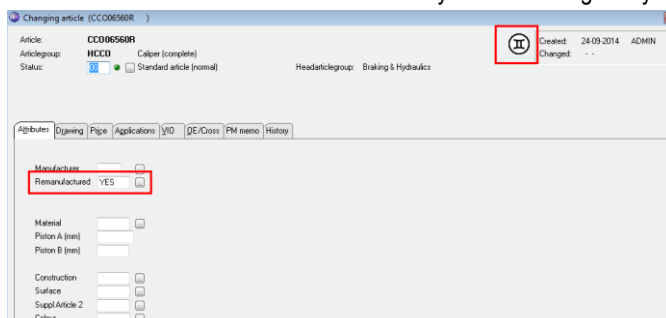 Changing article (CCO06560R )
Article: CCO06560R
Articlegroup: HCCO Caliper (complete)
Status: 00 Standard article (normal) Headarticlegroup: Braking & Hydraulics
Created: 24-09-2014 ADMIN
Changed: - -
Attributes Drawing Price Applications VIO OE/Cross PM memo History
Manufacturer
Remanufactured YES
Material
Piston A (mm)
Piston B (mm)
Construction
Surface
Suppl Article 2
Colour